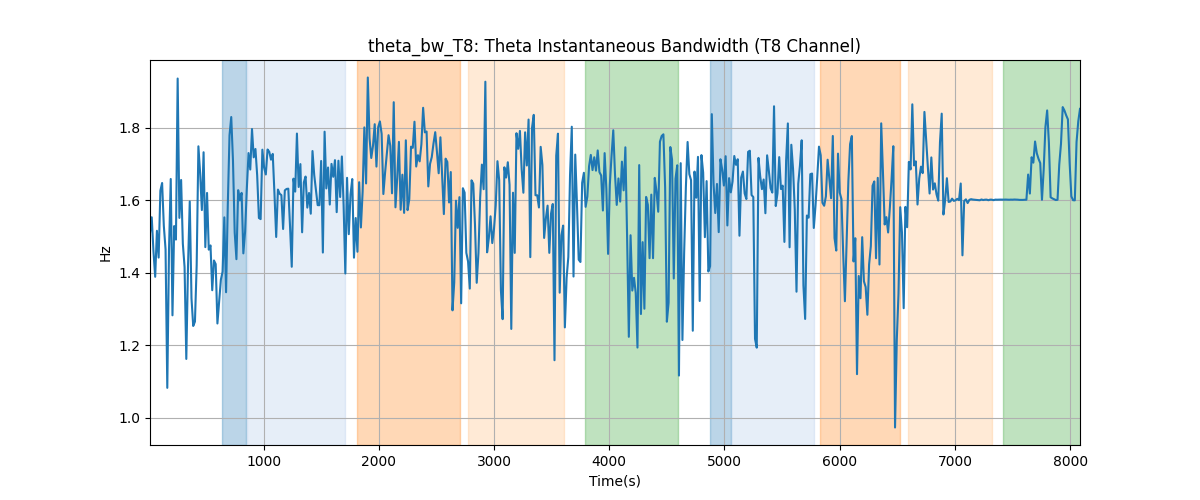 theta_bw_T8: Theta Instantaneous Bandwidth (T8 Channel)
Hz
1.8
1.6
1.4
1.2
1.0
1000 2000 3000 4000 5000 6000 7000 8000
Time(s)